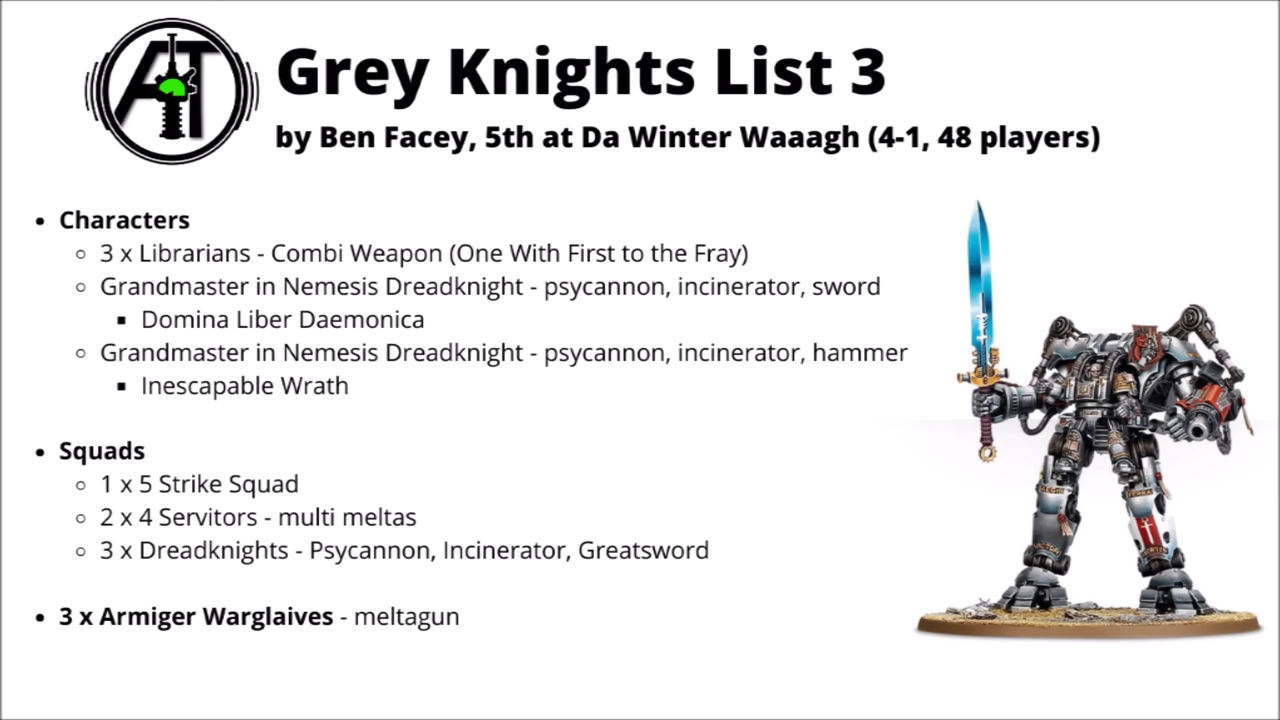 AT
Grey Knights List 3
by Ben Facey, 5th at Da Winter Waaagh (4-1, 48 players)
• Characters
○ 3 x Librarians - Combi Weapon (One With First to the Fray)
○ Grandmaster in Nemesis Dreadknight - psycannon, incinerator, sword
▪ Domina Liber Daemonica
○ Grandmaster in Nemesis Dreadknight - psycannon, incinerator, hammer
▪ Inescapable Wrath
• Squads
○ 1 x 5 Strike Squad
○ 2 x 4 Servitors - multi meltas
○ 3 x Dreadknights - Psycannon, Incinerator, Greatsword
• 3 x Armiger Warglaives - meltagun